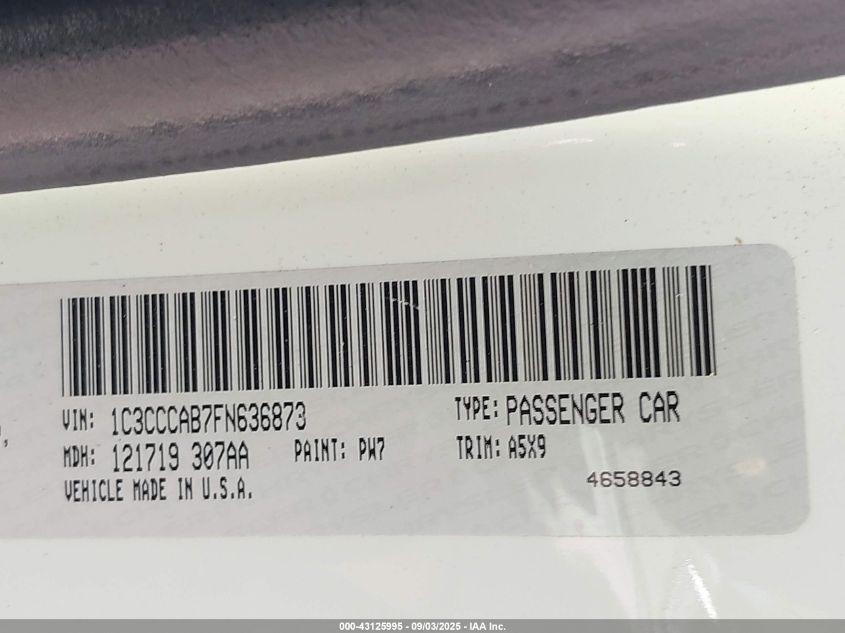 VIN: 1C3CCCAB7FN636873 TYPE: PASSENGER CAR
MDH: 121719 307AA PAINT: PW7 TRIM: A5X9
VEHICLE MADE IN U.S.A. 4658843
000-43125995 - 09/03/2025 - IAA Inc.